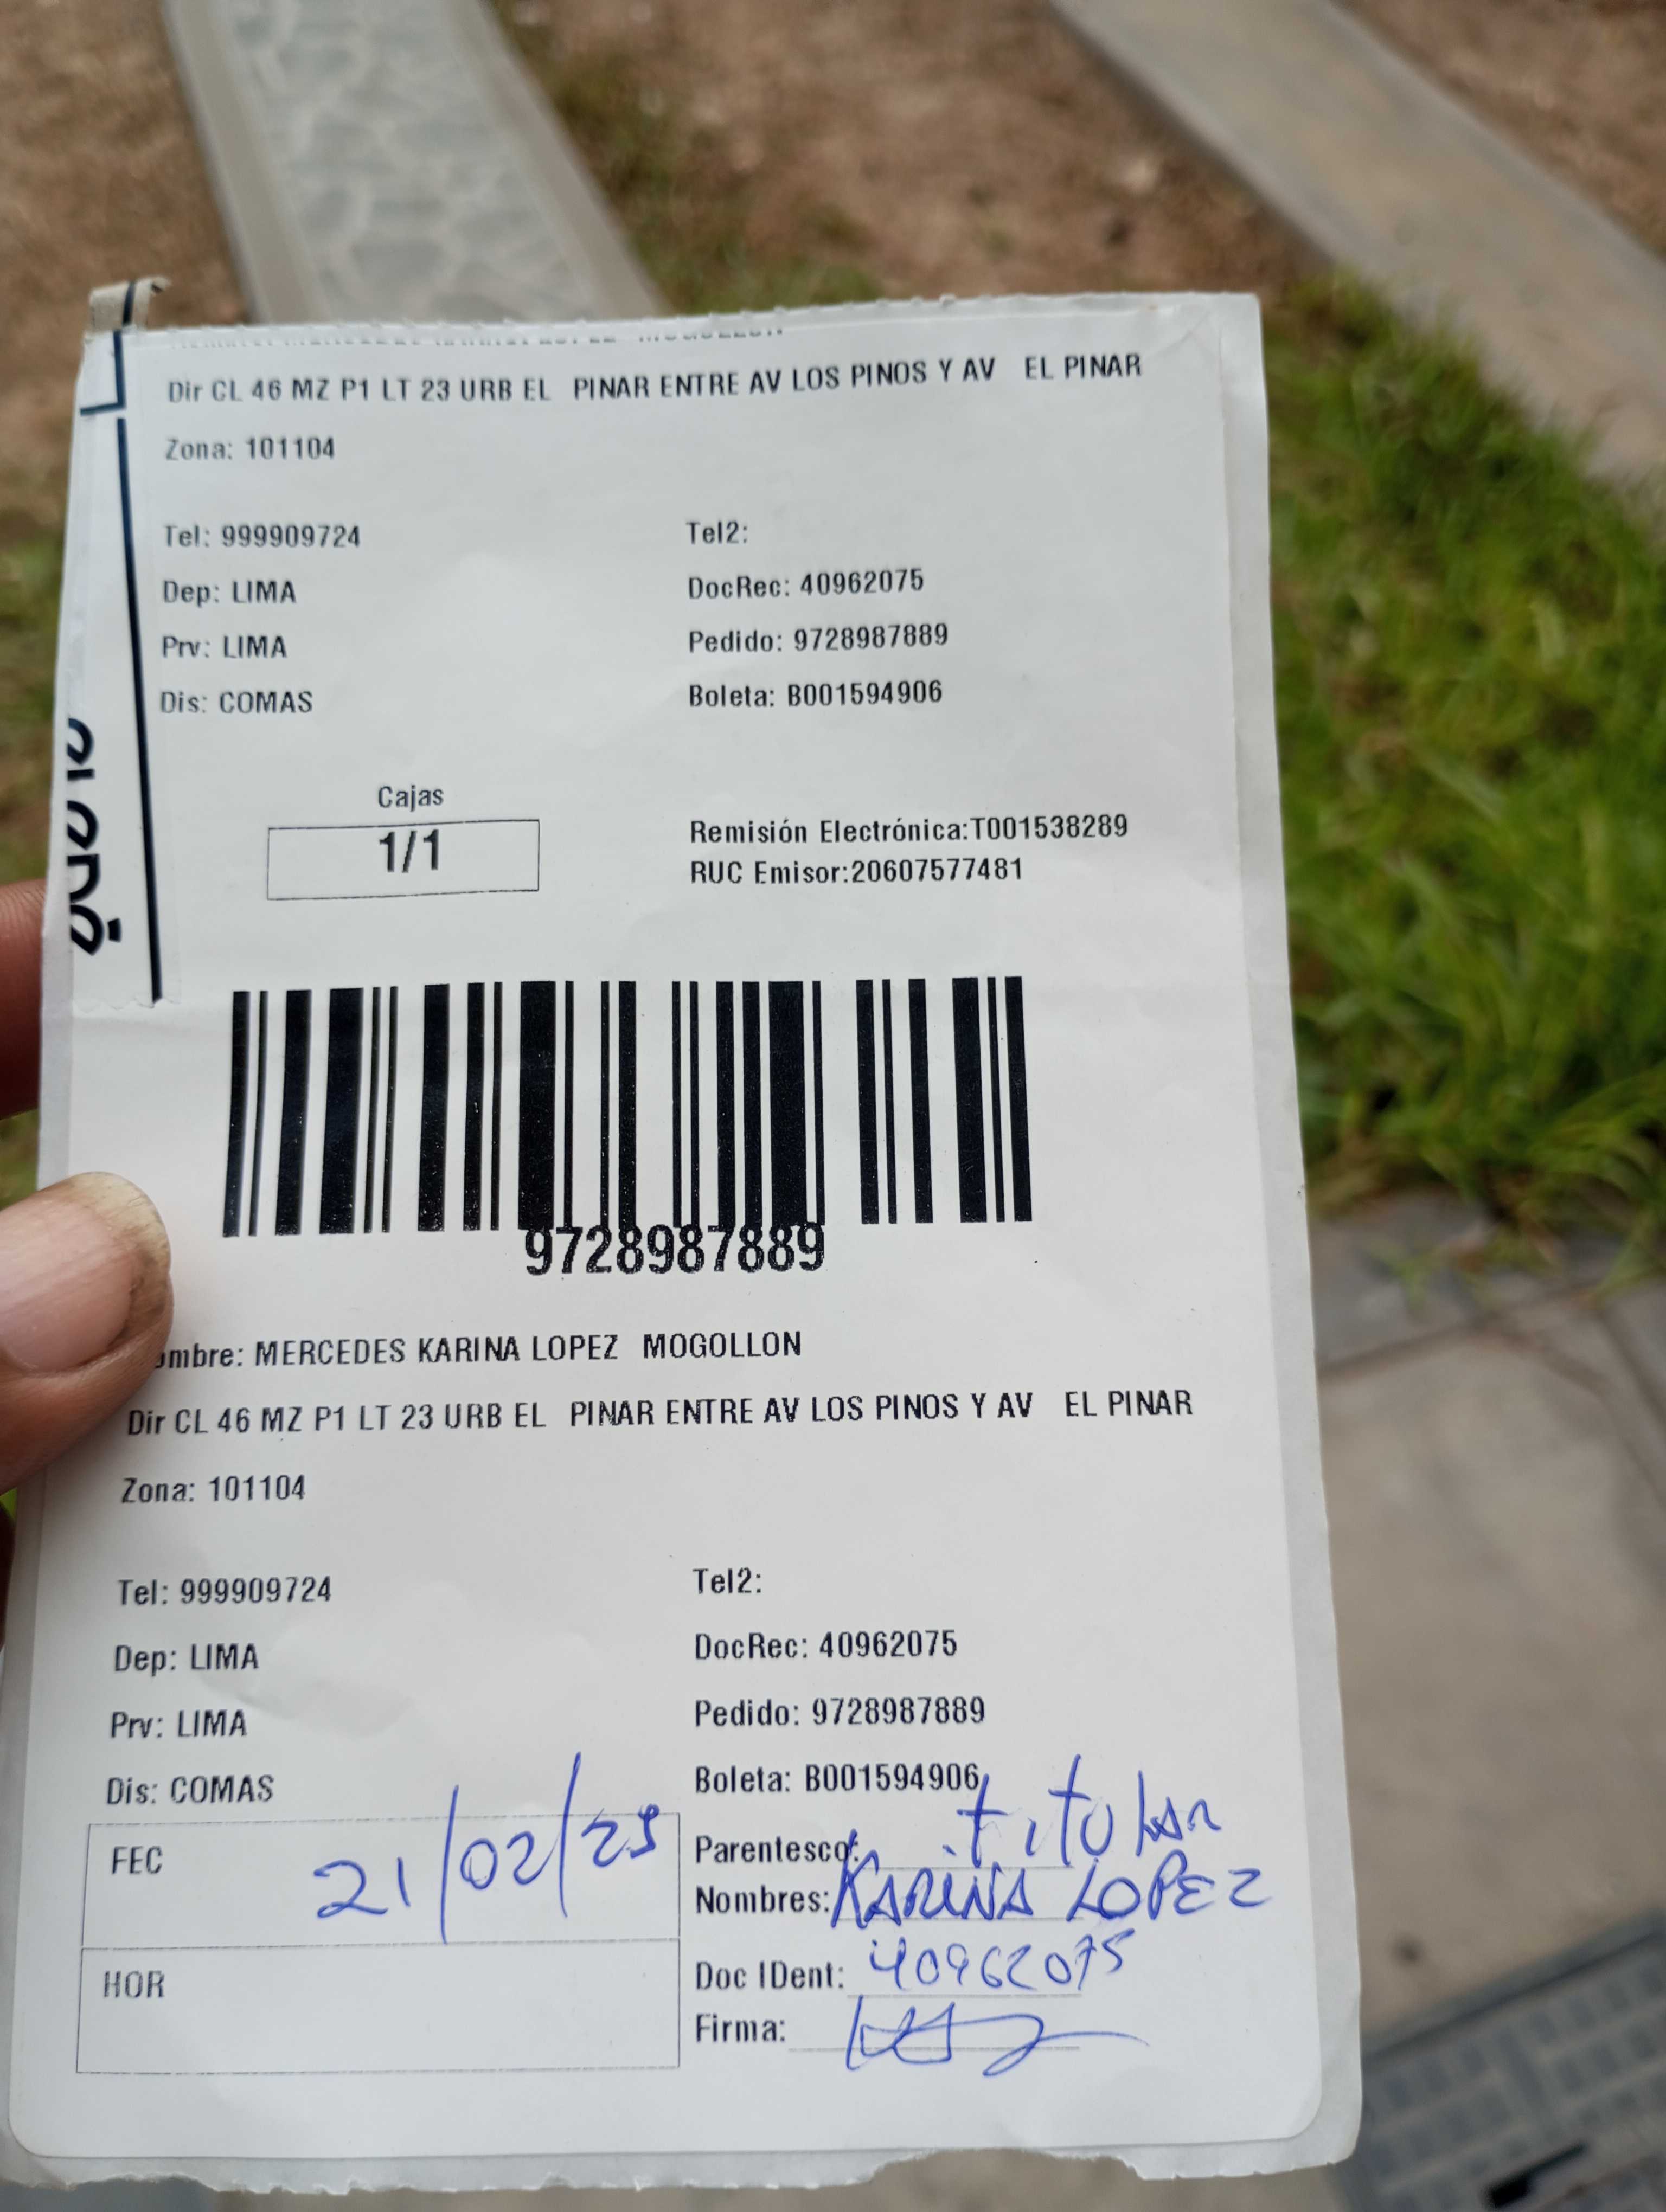 Dir CL 46 MZ P1 LT 23 URB EL PINAR ENTRE AV LOS PINOS Y AV EL PINAR
Zona: 101104
Tel: 999909724
Tel2:
Dep: LIMA
DocRec: 40962075
Prv: LIMA
Pedido: 9728987889
Dis: COMAS
Boleta: B001594906
Cajas
1/1
Remisión Electrónica:T001538289
RUC Emisor:20607577481
9728987889
ombre: MERCEDES KARINA LOPEZ MOGOLLON
Dir CL 46 MZ P1 LT 23 URB EL PINAR ENTRE AV LOS PINOS Y AV EL PINAR
Zona: 101104
Tel: 999909724
Tel2:
Dep: LIMA
DocRec: 40962075
Prv: LIMA
Pedido: 9728987889
Dis: COMAS
Boleta: B001594906
FEC 21/02/25
Parentesco: titular
Nombres: KARINA LOPEZ
HOR
Doc IDent: 40962075
Firma: